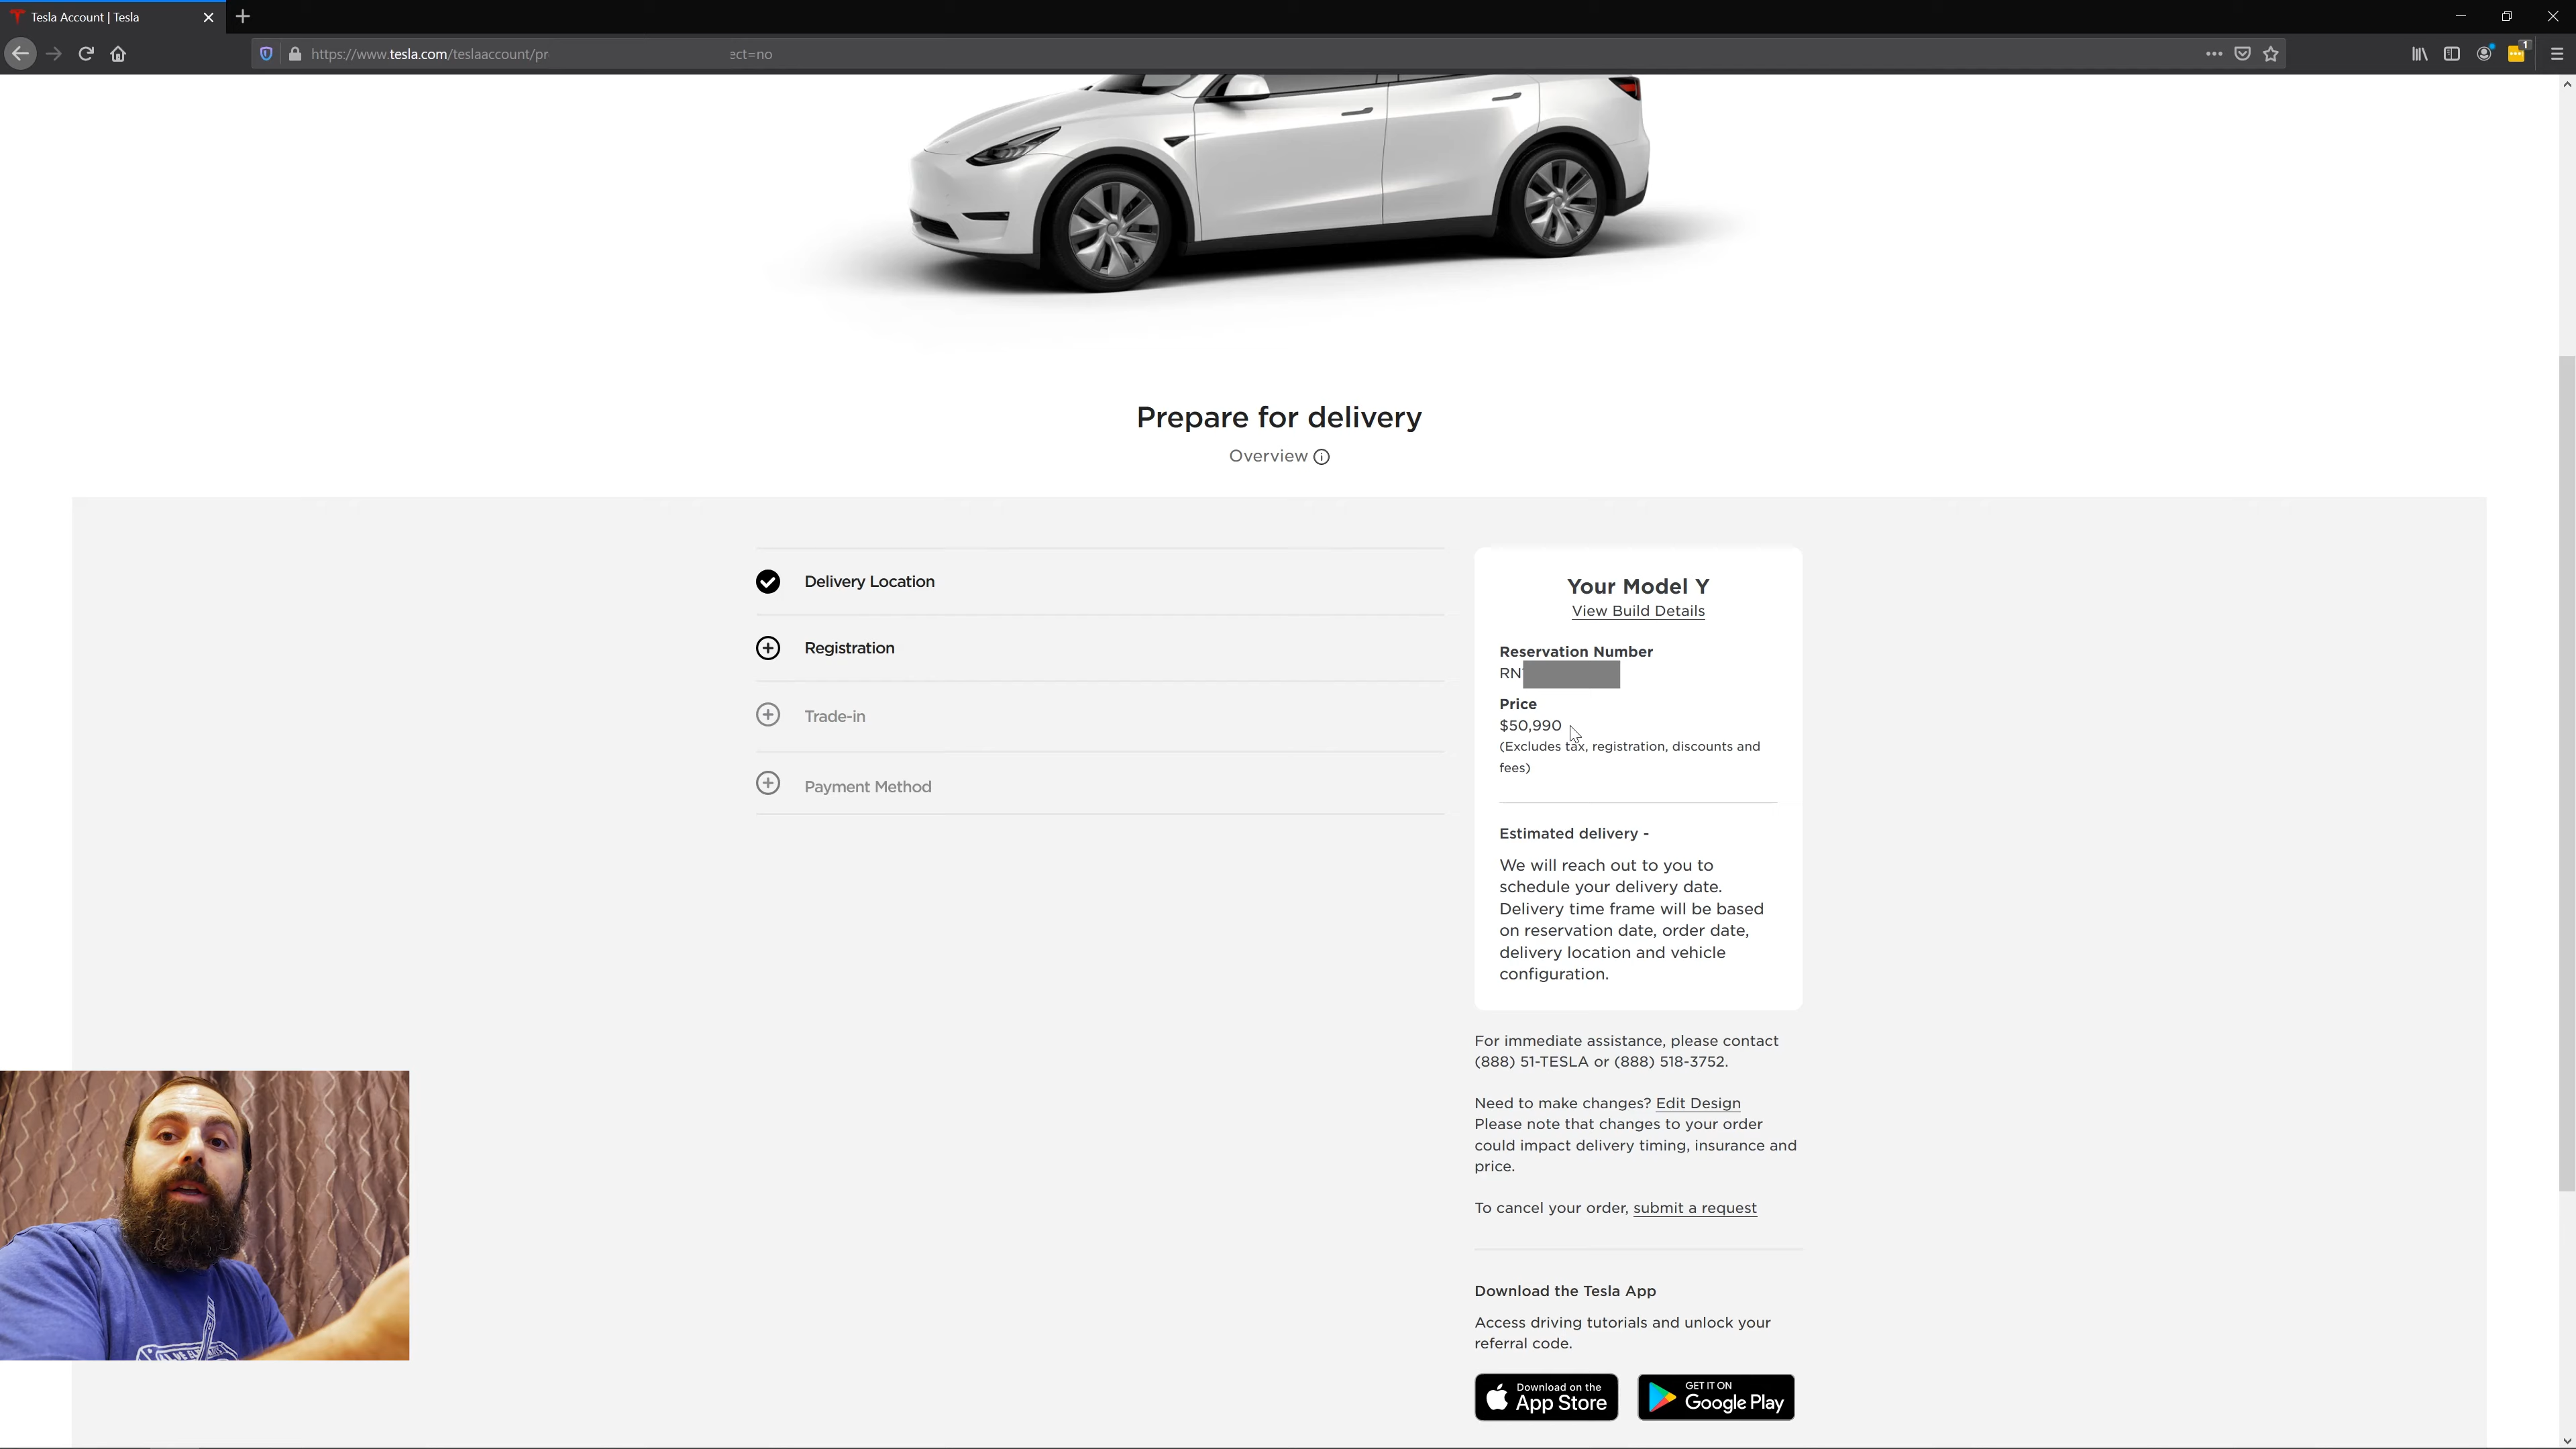 Tesla Account | Tesla
https://www.tesla.com/teslaaccount/pr ect=no
1
Prepare for delivery
Overview
Delivery Location
Registration
Trade-in
Payment Method
Your Model Y
View Build Details
Reservation Number
RN
Price
$50,990
(Excludes tax, registration, discounts and
fees)
Estimated delivery -
We will reach out to you to
schedule your delivery date.
Delivery time frame will be based
on reservation date, order date,
delivery location and vehicle
configuration.
For immediate assistance, please contact
(888) 51-TESLA or (888) 518-3752.
Need to make changes? Edit Design
Please note that changes to your order
could impact delivery timing, insurance and
price.
To cancel your order, submit a request
Download the Tesla App
Access driving tutorials and unlock your
referral code.
Download on the
App Store
GET IT ON
Google Play